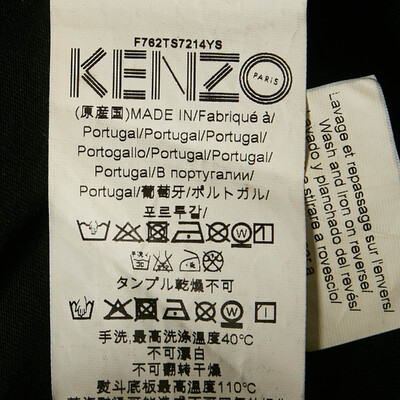 F762TS7214YS
KENZO
PARIS
(原産国)MADE IN/Fabriqué à/
Portugal/Portugal/Portugal/
Portogallo/Portugal/Portugal/
Portugal/В португалии/
Portugal/葡萄牙/ポルトガル/
포르투갈/
タンブル乾燥不可
手洗,最高洗涤温度40℃
不可漂白
不可翻转干燥
熨斗底板最高温度110℃
Lavage et repassage sur l'envers/
Wash and iron on reverse/
lavado y planchado del revés/
e stirare a rovescio/